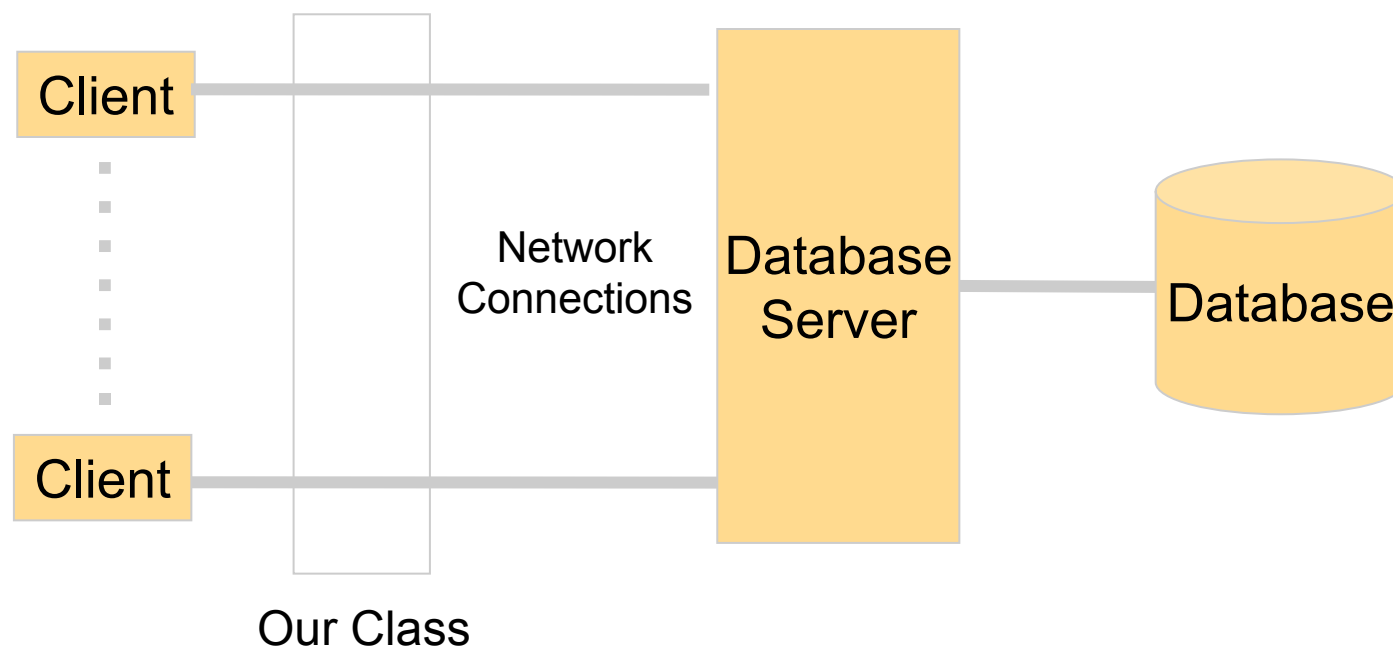 Client
Network
Connections
Database
Server
Database
Client
Our Class